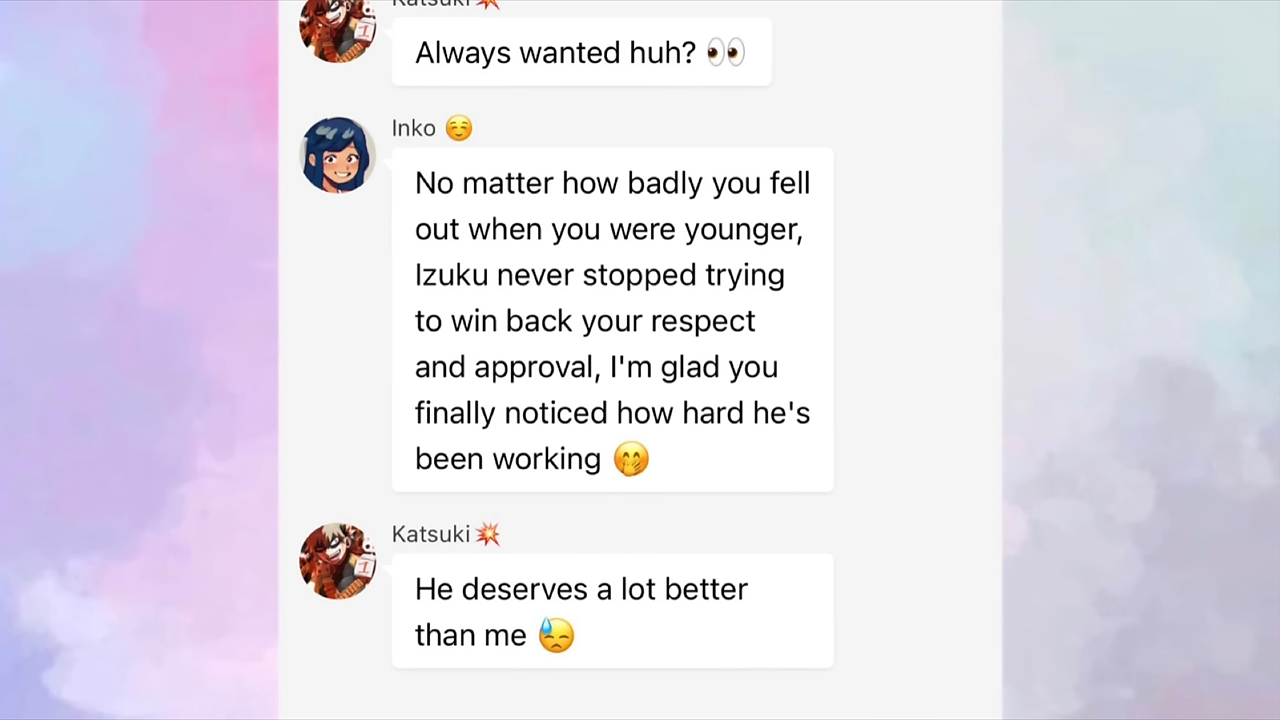 Katsuki💥
Always wanted huh? 👀
Inko ☺️
No matter how badly you fell
out when you were younger,
Izuku never stopped trying
to win back your respect
and approval, I'm glad you
finally noticed how hard he's
been working 🤭
Katsuki💥
He deserves a lot better
than me 😓